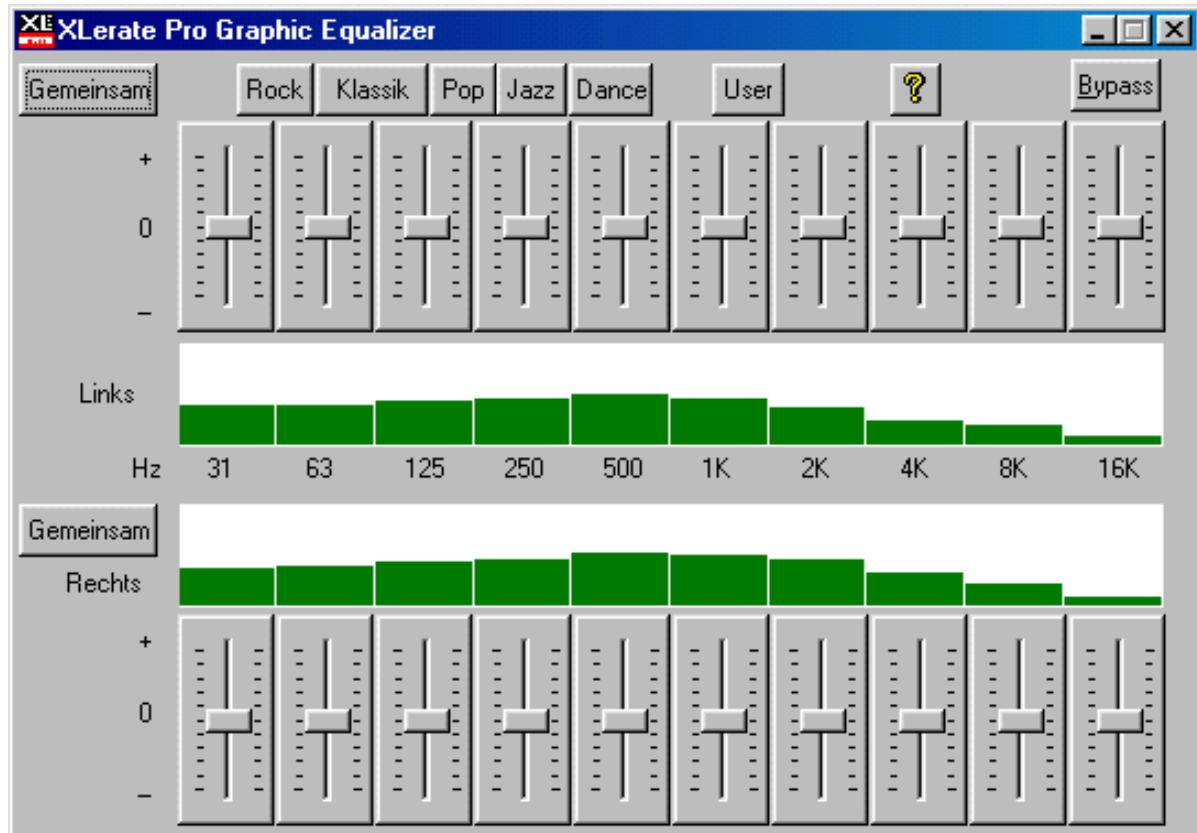 XLerate Pro Graphic Equalizer
Gemeinsam Rock Klassik Pop Jazz Dance User ? Bypass
+
0
–
Links
Hz 31 63 125 250 500 1K 2K 4K 8K 16K
Gemeinsam
Rechts
+
0
–